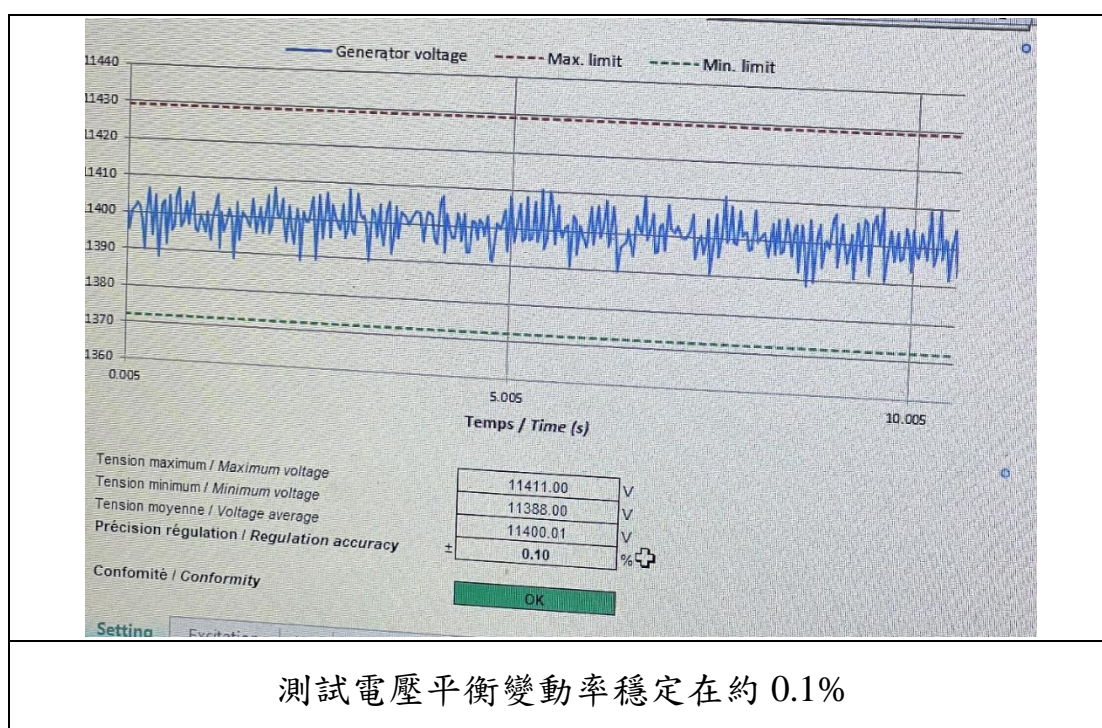 Generator voltage Max. limit Min. limit
11440
11430
11420
11410
11400
11390
11380
1370
1360
0.005
5.005
10.005
Temps / Time (s)
Tension maximum / Maximum voltage 11411.00 V
Tension minimum / Minimum voltage 11388.00 V
Tension moyenne / Voltage average 11400.01 V
Précision régulation / Regulation accuracy ± 0.10 %
Confomitè / Conformity OK
Setting
測試電壓平衡變動率穩定在約 0.1%